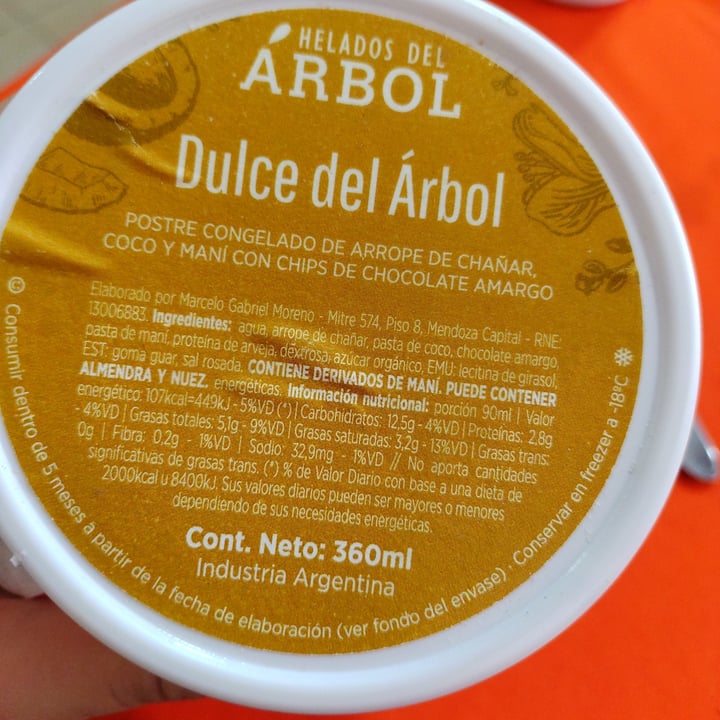 HELADOS DEL
ÁRBOL
Dulce del Árbol
POSTRE CONGELADO DE ARROPE DE CHAÑAR,
COCO Y MANÍ CON CHIPS DE CHOCOLATE AMARGO
Elaborado por Marcelo Gabriel Moreno - Mitre 574, Piso 8, Mendoza Capital - RNE:
13006883. Ingredientes: agua, arrope de chañar, pasta de coco, chocolate amargo,
pasta de maní, proteína de arveja, dextrosa, azúcar orgánico, EMU: lecitina de girasol,
EST: goma guar, sal rosada. CONTIENE DERIVADOS DE MANÍ. PUEDE CONTENER
ALMENDRA Y NUEZ. energéticas. Información nutricional: porción 90ml | Valor
energético: 107kcal=449kJ - 5%VD (*) | Carbohidratos: 12,5g - 4%VD | Proteínas: 2,8g
- 4%VD | Grasas totales: 5,1g - 9%VD | Grasas saturadas: 3,2g - 13%VD | Grasas trans:
0g | Fibra: 0,2g - 1%VD | Sodio: 32,9mg - 1%VD // No aporta cantidades
significativas de grasas trans. (*) % de Valor Diario con base a una dieta de
2000kcal u 8400kJ. Sus valores diarios pueden ser mayores o menores
dependiendo de sus necesidades energéticas.
Cont. Neto: 360ml
Industria Argentina
Consumir dentro de 5 meses a partir de la fecha de elaboración (ver fondo del envase) · Conservar en freezer a -18ºC